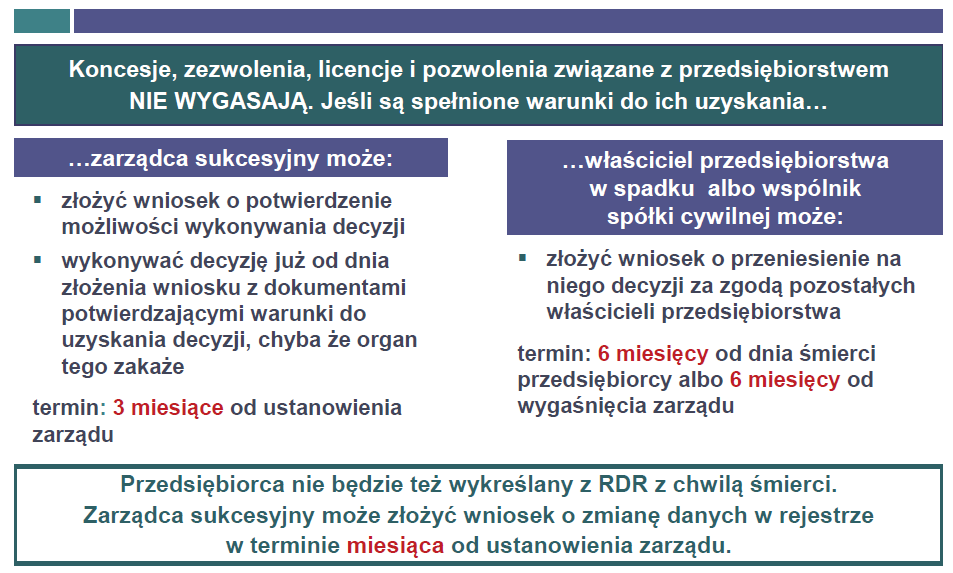 Koncesje, zezwolenia, licencje i pozwolenia związane z przedsiębiorstwem
NIE WYGASAJĄ. Jeśli są spełnione warunki do ich uzyskania…
…zarządca sukcesyjny może:
▪ złożyć wniosek o potwierdzenie
możliwości wykonywania decyzji
▪ wykonywać decyzję już od dnia
złożenia wniosku z dokumentami
potwierdzającymi warunki do
uzyskania decyzji, chyba że organ
tego zakaże
termin: 3 miesiące od ustanowienia
zarządu
…właściciel przedsiębiorstwa
w spadku albo wspólnik
spółki cywilnej może:
▪ złożyć wniosek o przeniesienie na
niego decyzji za zgodą pozostałych
właścicieli przedsiębiorstwa
termin: 6 miesięcy od dnia śmierci
przedsiębiorcy albo 6 miesięcy od
wygaśnięcia zarządu
Przedsiębiorca nie będzie też wykreślany z RDR z chwilą śmierci.
Zarządca sukcesyjny może złożyć wniosek o zmianę danych w rejestrze
w terminie miesiąca od ustanowienia zarządu.